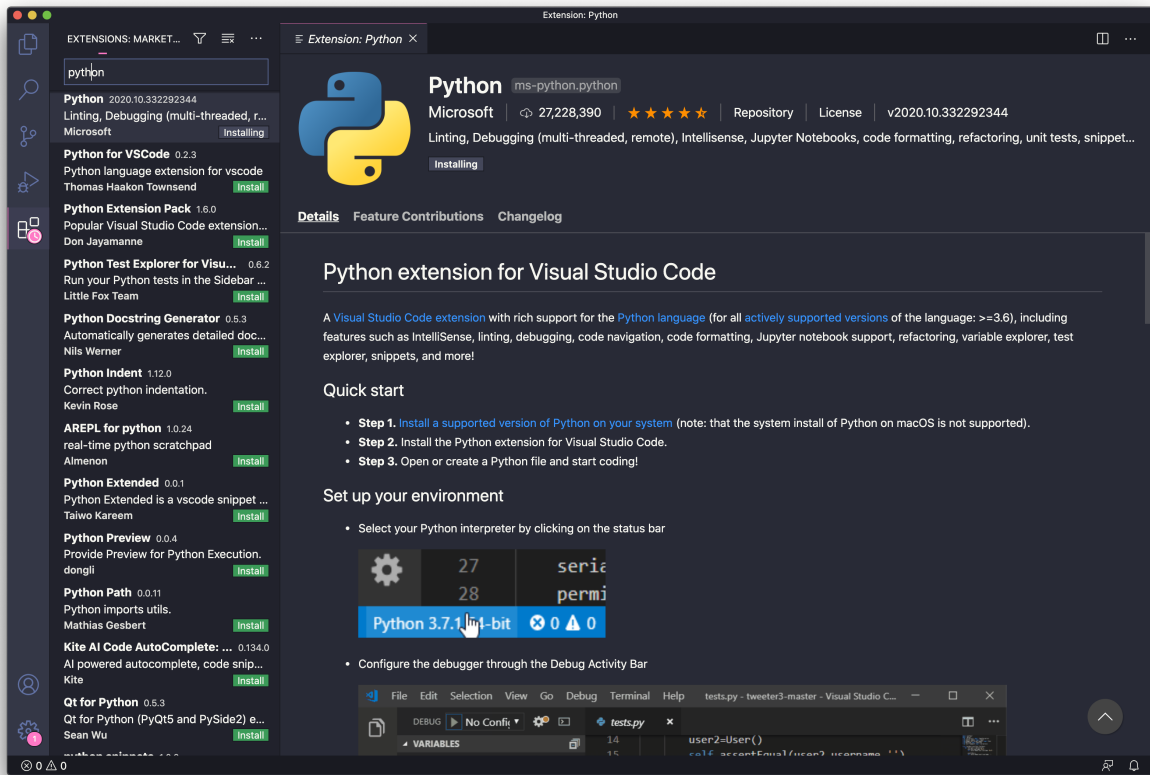 Extension: Python
EXTENSIONS: MARKET...
python
Python 2020.10.332292344
Linting, Debugging (multi-threaded, r...
Microsoft Installing
Python for VSCode 0.2.3
Python language extension for vscode
Thomas Haakon Townsend Install
Python Extension Pack 1.6.0
Popular Visual Studio Code extension...
Don Jayamanne Install
Python Test Explorer for Visu... 0.6.2
Run your Python tests in the Sidebar ...
Little Fox Team Install
Python Docstring Generator 0.5.3
Automatically generates detailed doc...
Nils Werner Install
Python Indent 1.12.0
Correct python indentation.
Kevin Rose Install
AREPL for python 1.0.24
real-time python scratchpad
Almenon Install
Python Extended 0.0.1
Python Extended is a vscode snippet ...
Taiwo Kareem Install
Python Preview 0.0.4
Provide Preview for Python Execution.
dongli Install
Python Path 0.0.11
Python imports utils.
Mathias Gesbert Install
Kite AI Code AutoComplete: ... 0.134.0
AI powered autocomplete, code snip...
Kite Install
Qt for Python 0.5.3
Qt for Python (PyQt5 and PySide2) e...
Sean Wu Install
Extension: Python
Python ms-python.python
Microsoft 27,228,390 Repository License v2020.10.332292344
Linting, Debugging (multi-threaded, remote), Intellisense, Jupyter Notebooks, code formatting, refactoring, unit tests, snippet...
Installing
Details Feature Contributions Changelog
Python extension for Visual Studio Code
A Visual Studio Code extension with rich support for the Python language (for all actively supported versions of the language: >=3.6), including
features such as IntelliSense, linting, debugging, code navigation, code formatting, Jupyter notebook support, refactoring, variable explorer, test
explorer, snippets, and more!
Quick start
• Step 1. Install a supported version of Python on your system (note: that the system install of Python on macOS is not supported).
• Step 2. Install the Python extension for Visual Studio Code.
• Step 3. Open or create a Python file and start coding!
Set up your environment
• Select your Python interpreter by clicking on the status bar
27 seria
28 permi
Python 3.7.1 -bit 0 0
• Configure the debugger through the Debug Activity Bar
File Edit Selection View Go Debug Terminal Help tests.py - tweeter3-master - Visual Studio C...
DEBUG No Config tests.py
VARIABLES
14 user2=User()
15 self.assertEqual(user2.username,'')
1
0 0